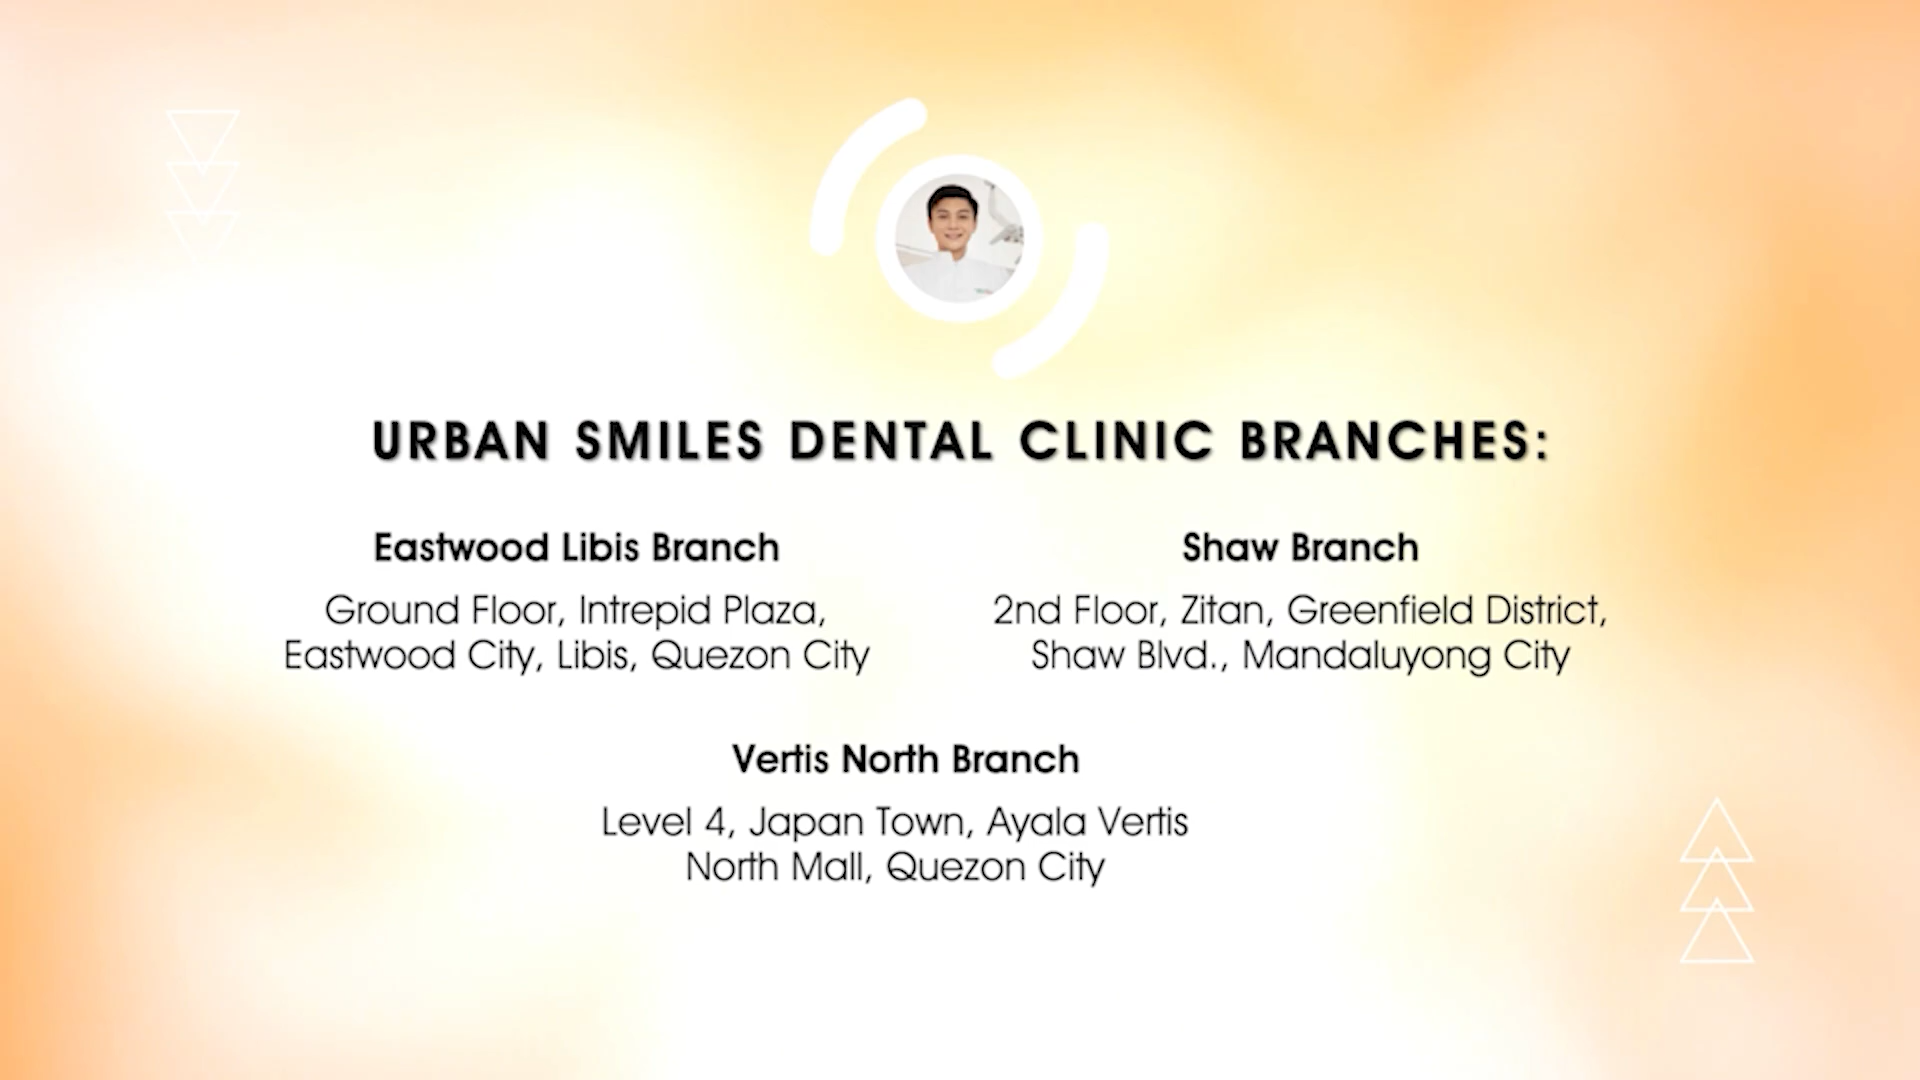 URBAN SMILES DENTAL CLINIC BRANCHES:
Eastwood Libis Branch
Ground Floor, Intrepid Plaza,
Eastwood City, Libis, Quezon City
Shaw Branch
2nd Floor, Zitan, Greenfield District,
Shaw Blvd., Mandaluyong City
Vertis North Branch
Level 4, Japan Town, Ayala Vertis
North Mall, Quezon City